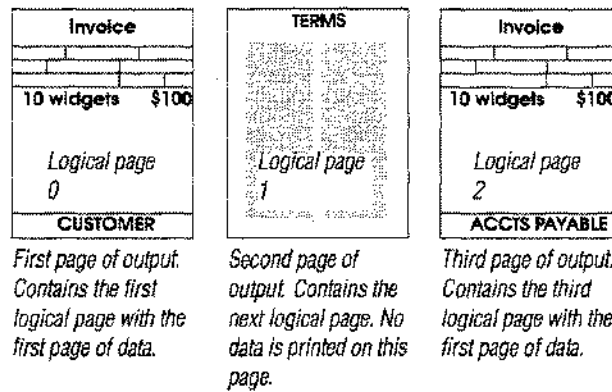 Invoice
10 widgets $100
Logical page
0
CUSTOMER
First page of output.
Contains the first
logical page with the
first page of data.
TERMS
Logical page
1
Second page of
output. Contains the
next logical page. No
data is printed on this
page.
Invoice
10 widgets $100
Logical page
2
ACCTS PAYABLE
Third page of output.
Contains the third
logical page with the
first page of data.